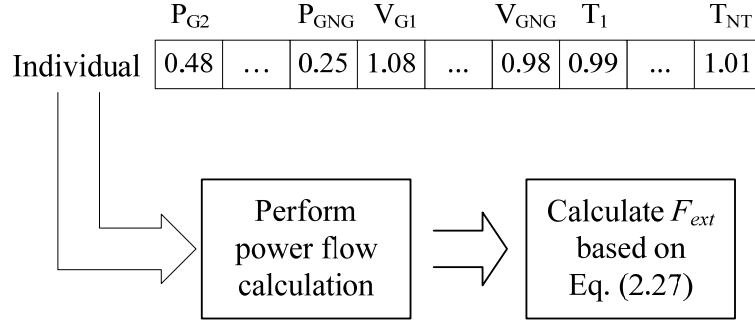 P_G2 P_GNG V_G1 V_GNG T_1 T_NT
Individual 0.48 ... 0.25 1.08 ... 0.98 0.99 ... 1.01
Perform
power flow
calculation
Calculate F_ext
based on
Eq. (2.27)